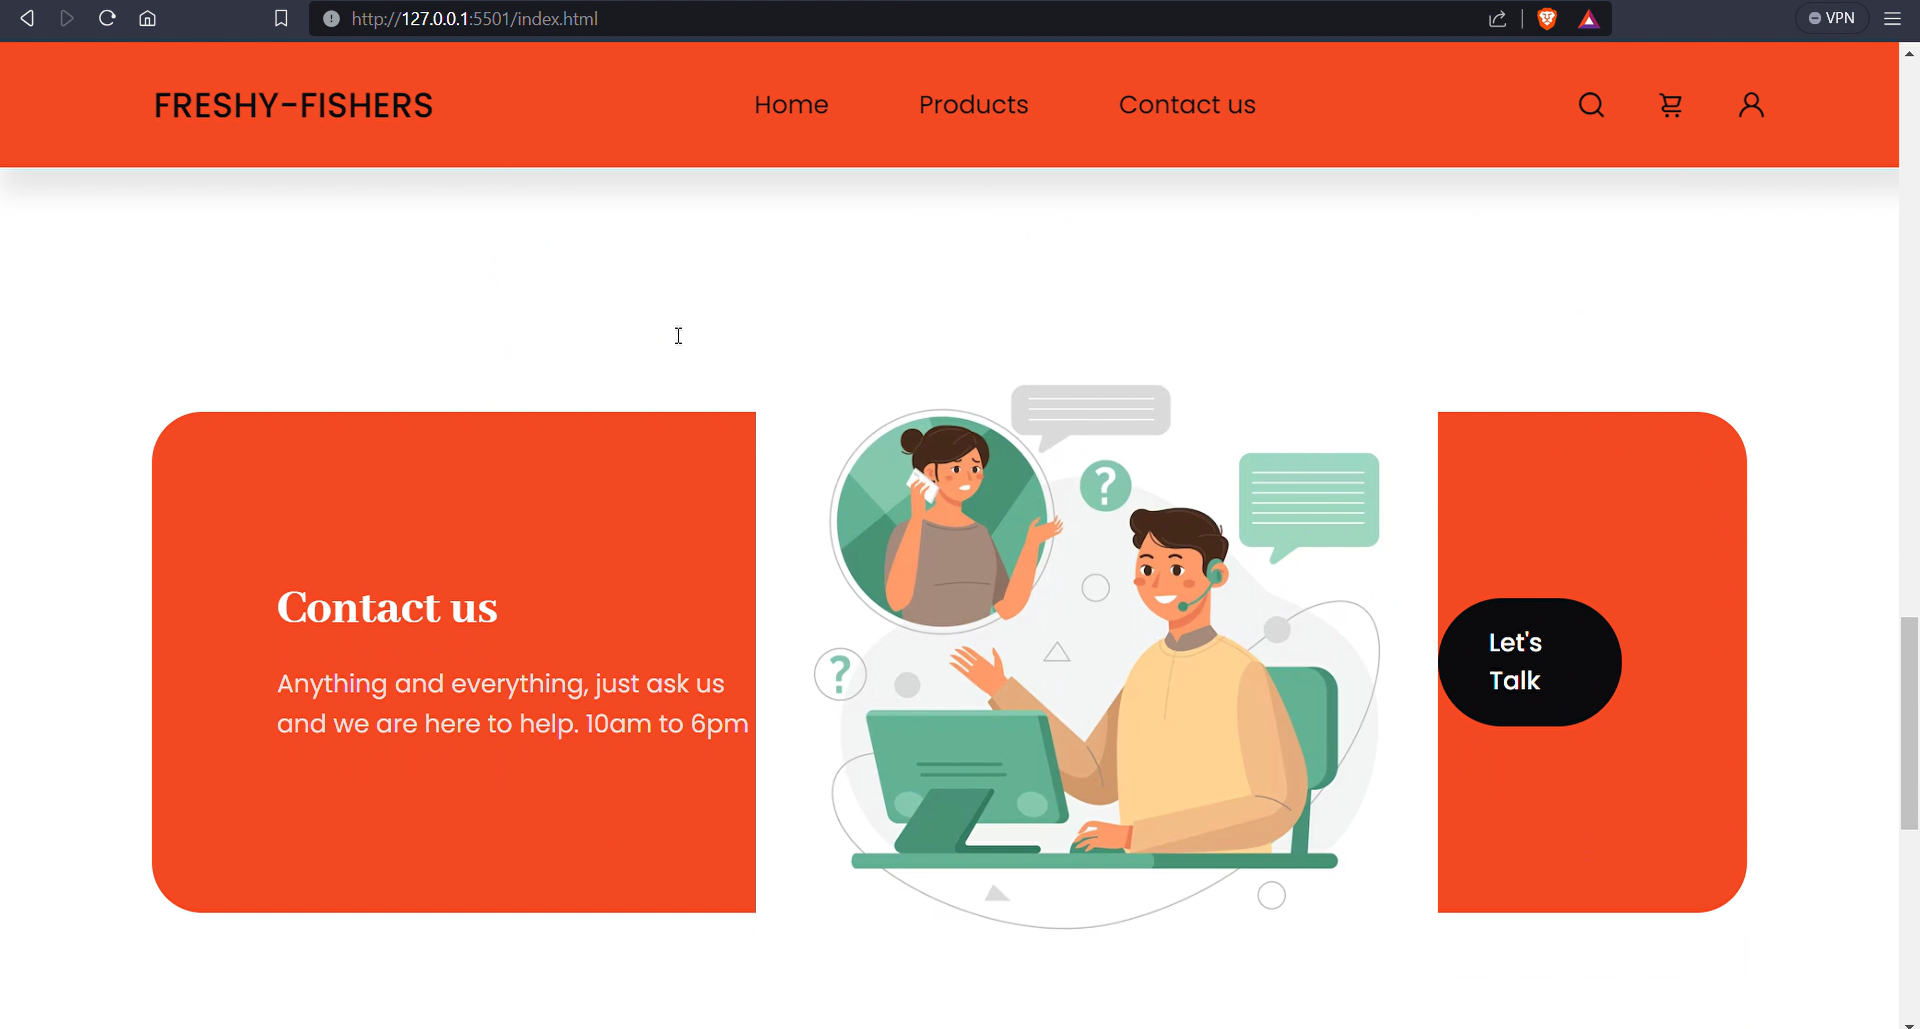 http://127.0.0.1:5501/index.html
VPN
FRESHY-FISHERS
Home
Products
Contact us
?
?
Contact us
Anything and everything, just ask us
and we are here to help. 10am to 6pm
Let's
Talk